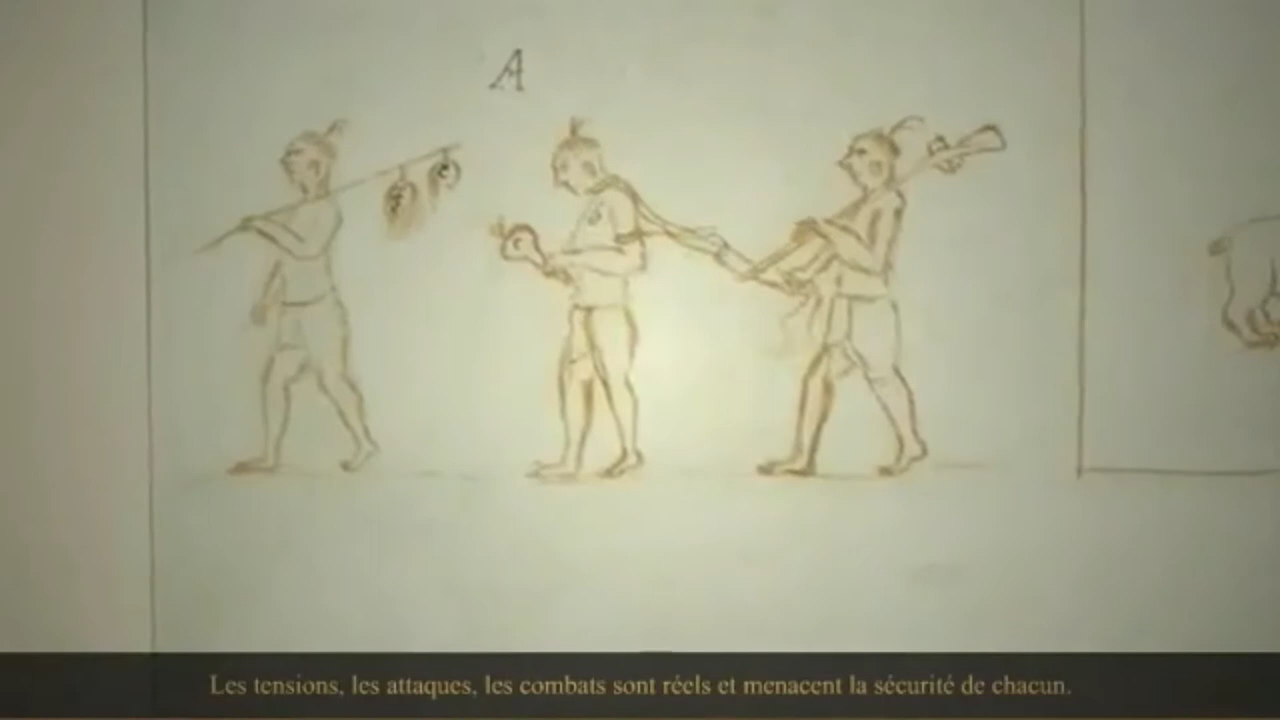 A
Les tensions, les attaques, les combats sont réels et menacent la sécurité de chacun.